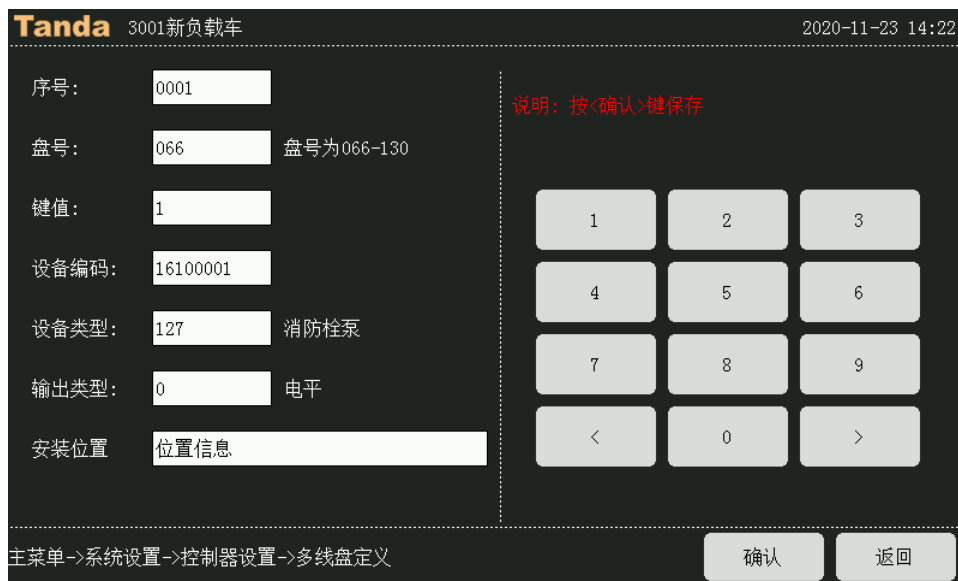 Tanda 3001新负载车 2020-11-23 14:22
序号: 0001
说明: 按<确认>键保存
盘号: 066 盘号为066-130
键值: 1
设备编码: 16100001
设备类型: 127 消防栓泵
输出类型: 0 电平
安装位置 位置信息
1 2 3
4 5 6
7 8 9
< 0 >
主菜单->系统设置->控制器设置->多线盘定义 确认 返回